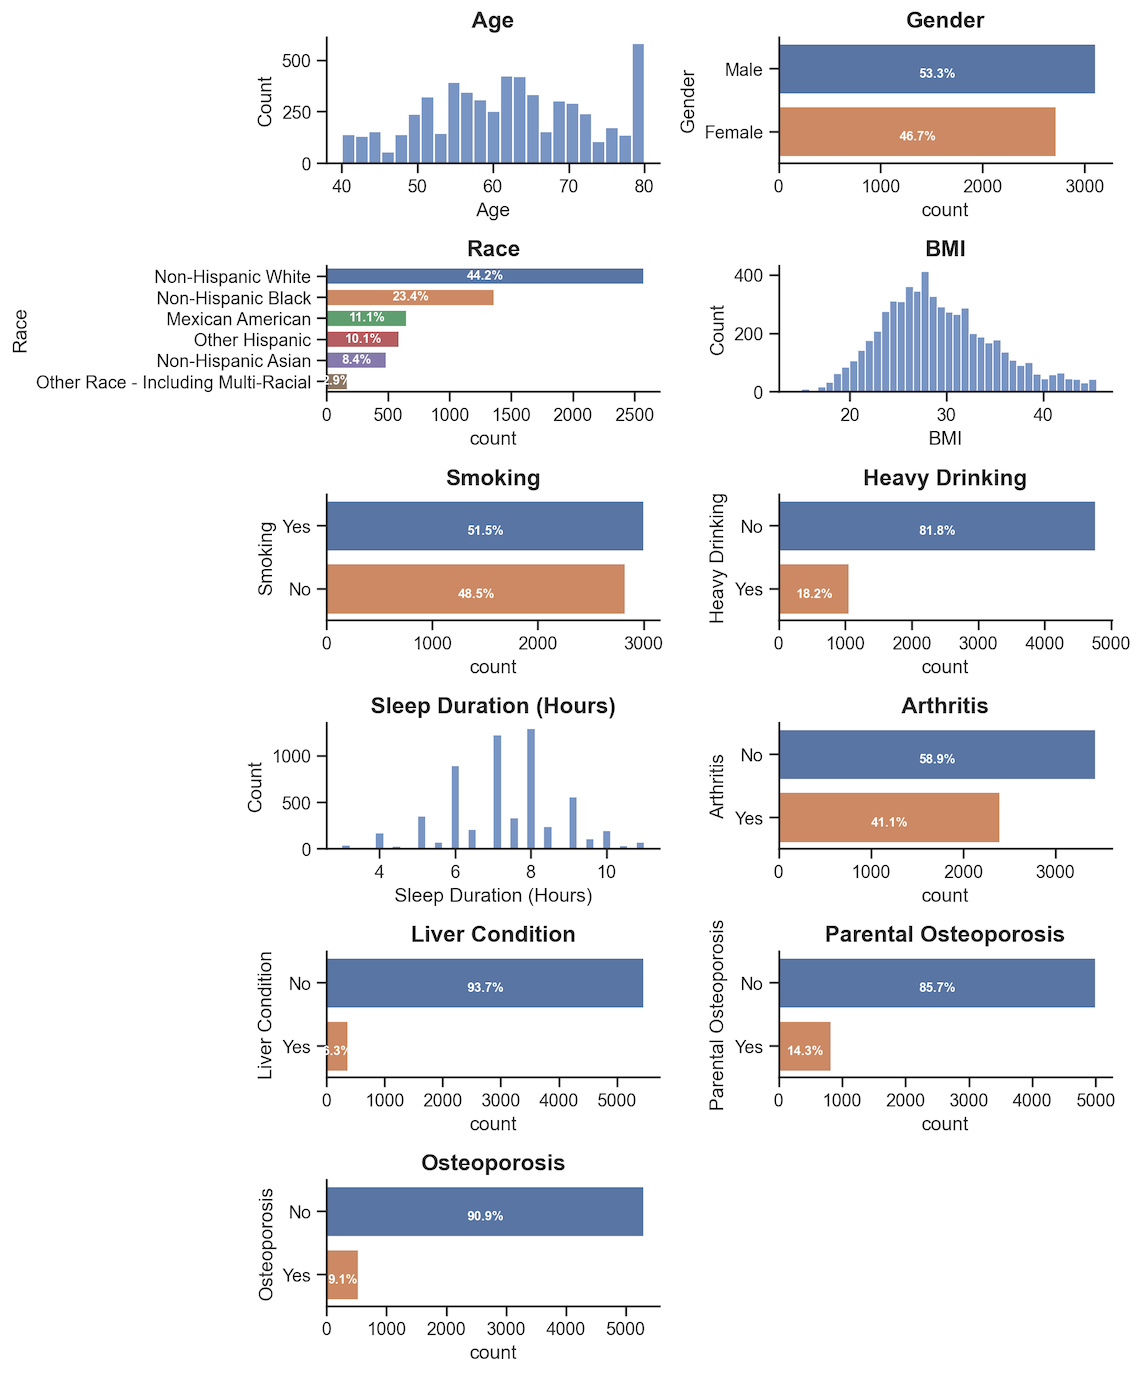 Age
Count
500
250
0
40 50 60 70 80
Age
Gender
Gender
Male
53.3%
Female
46.7%
0 1000 2000 3000
count
Race
Race
Non-Hispanic White
44.2%
Non-Hispanic Black
23.4%
Mexican American
11.1%
Other Hispanic
10.1%
Non-Hispanic Asian
8.4%
Other Race - Including Multi-Racial
2.9%
0 500 1000 1500 2000 2500
count
BMI
Count
400
200
0
20 30 40
BMI
Smoking
Smoking
Yes
51.5%
No
48.5%
0 1000 2000 3000
count
Heavy Drinking
Heavy Drinking
No
81.8%
Yes
18.2%
0 1000 2000 3000 4000 5000
count
Sleep Duration (Hours)
Count
1000
500
0
4 6 8 10
Sleep Duration (Hours)
Arthritis
Arthritis
No
58.9%
Yes
41.1%
0 1000 2000 3000
count
Liver Condition
Liver Condition
No
93.7%
Yes
6.3%
0 1000 2000 3000 4000 5000
count
Parental Osteoporosis
Parental Osteoporosis
No
85.7%
Yes
14.3%
0 1000 2000 3000 4000 5000
count
Osteoporosis
Osteoporosis
No
90.9%
Yes
9.1%
0 1000 2000 3000 4000 5000
count